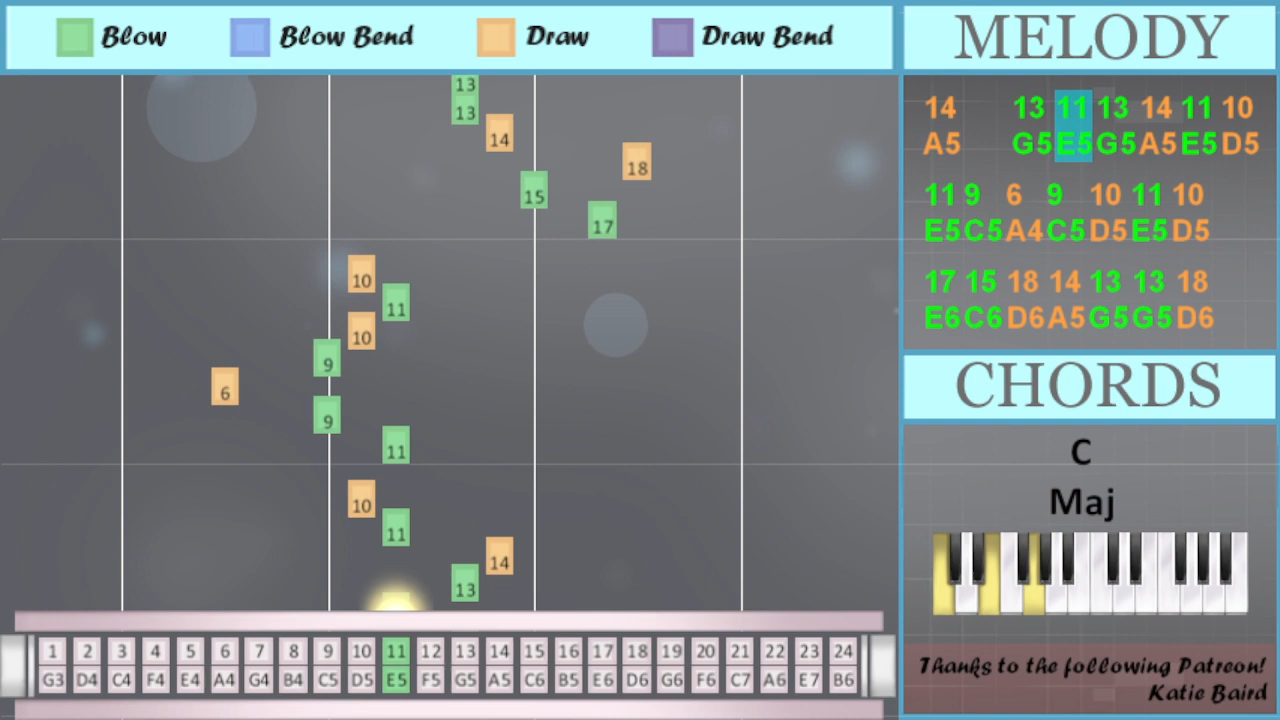 Blow Blow Bend Draw Draw Bend
MELODY
14 13 11 13 14 11 10
A5 G5 E5 G5 A5 E5 D5
11 9 6 9 10 11 10
E5 C5 A4 C5 D5 E5 D5
17 15 18 14 13 13 18
E6 C6 D6 A5 G5 G5 D6
CHORDS
C
Maj
Thanks to the following Patreon!
Katie Baird
13
13
14
18
15
17
10
11
10
9
6
9
11
10
11
14
13
1 2 3 4 5 6 7 8 9 10 11 12 13 14 15 16 17 18 19 20 21 22 23 24
G3 D4 C4 F4 E4 A4 G4 B4 C5 D5 E5 F5 G5 A5 C6 B5 E6 D6 G6 F6 C7 A6 E7 B6